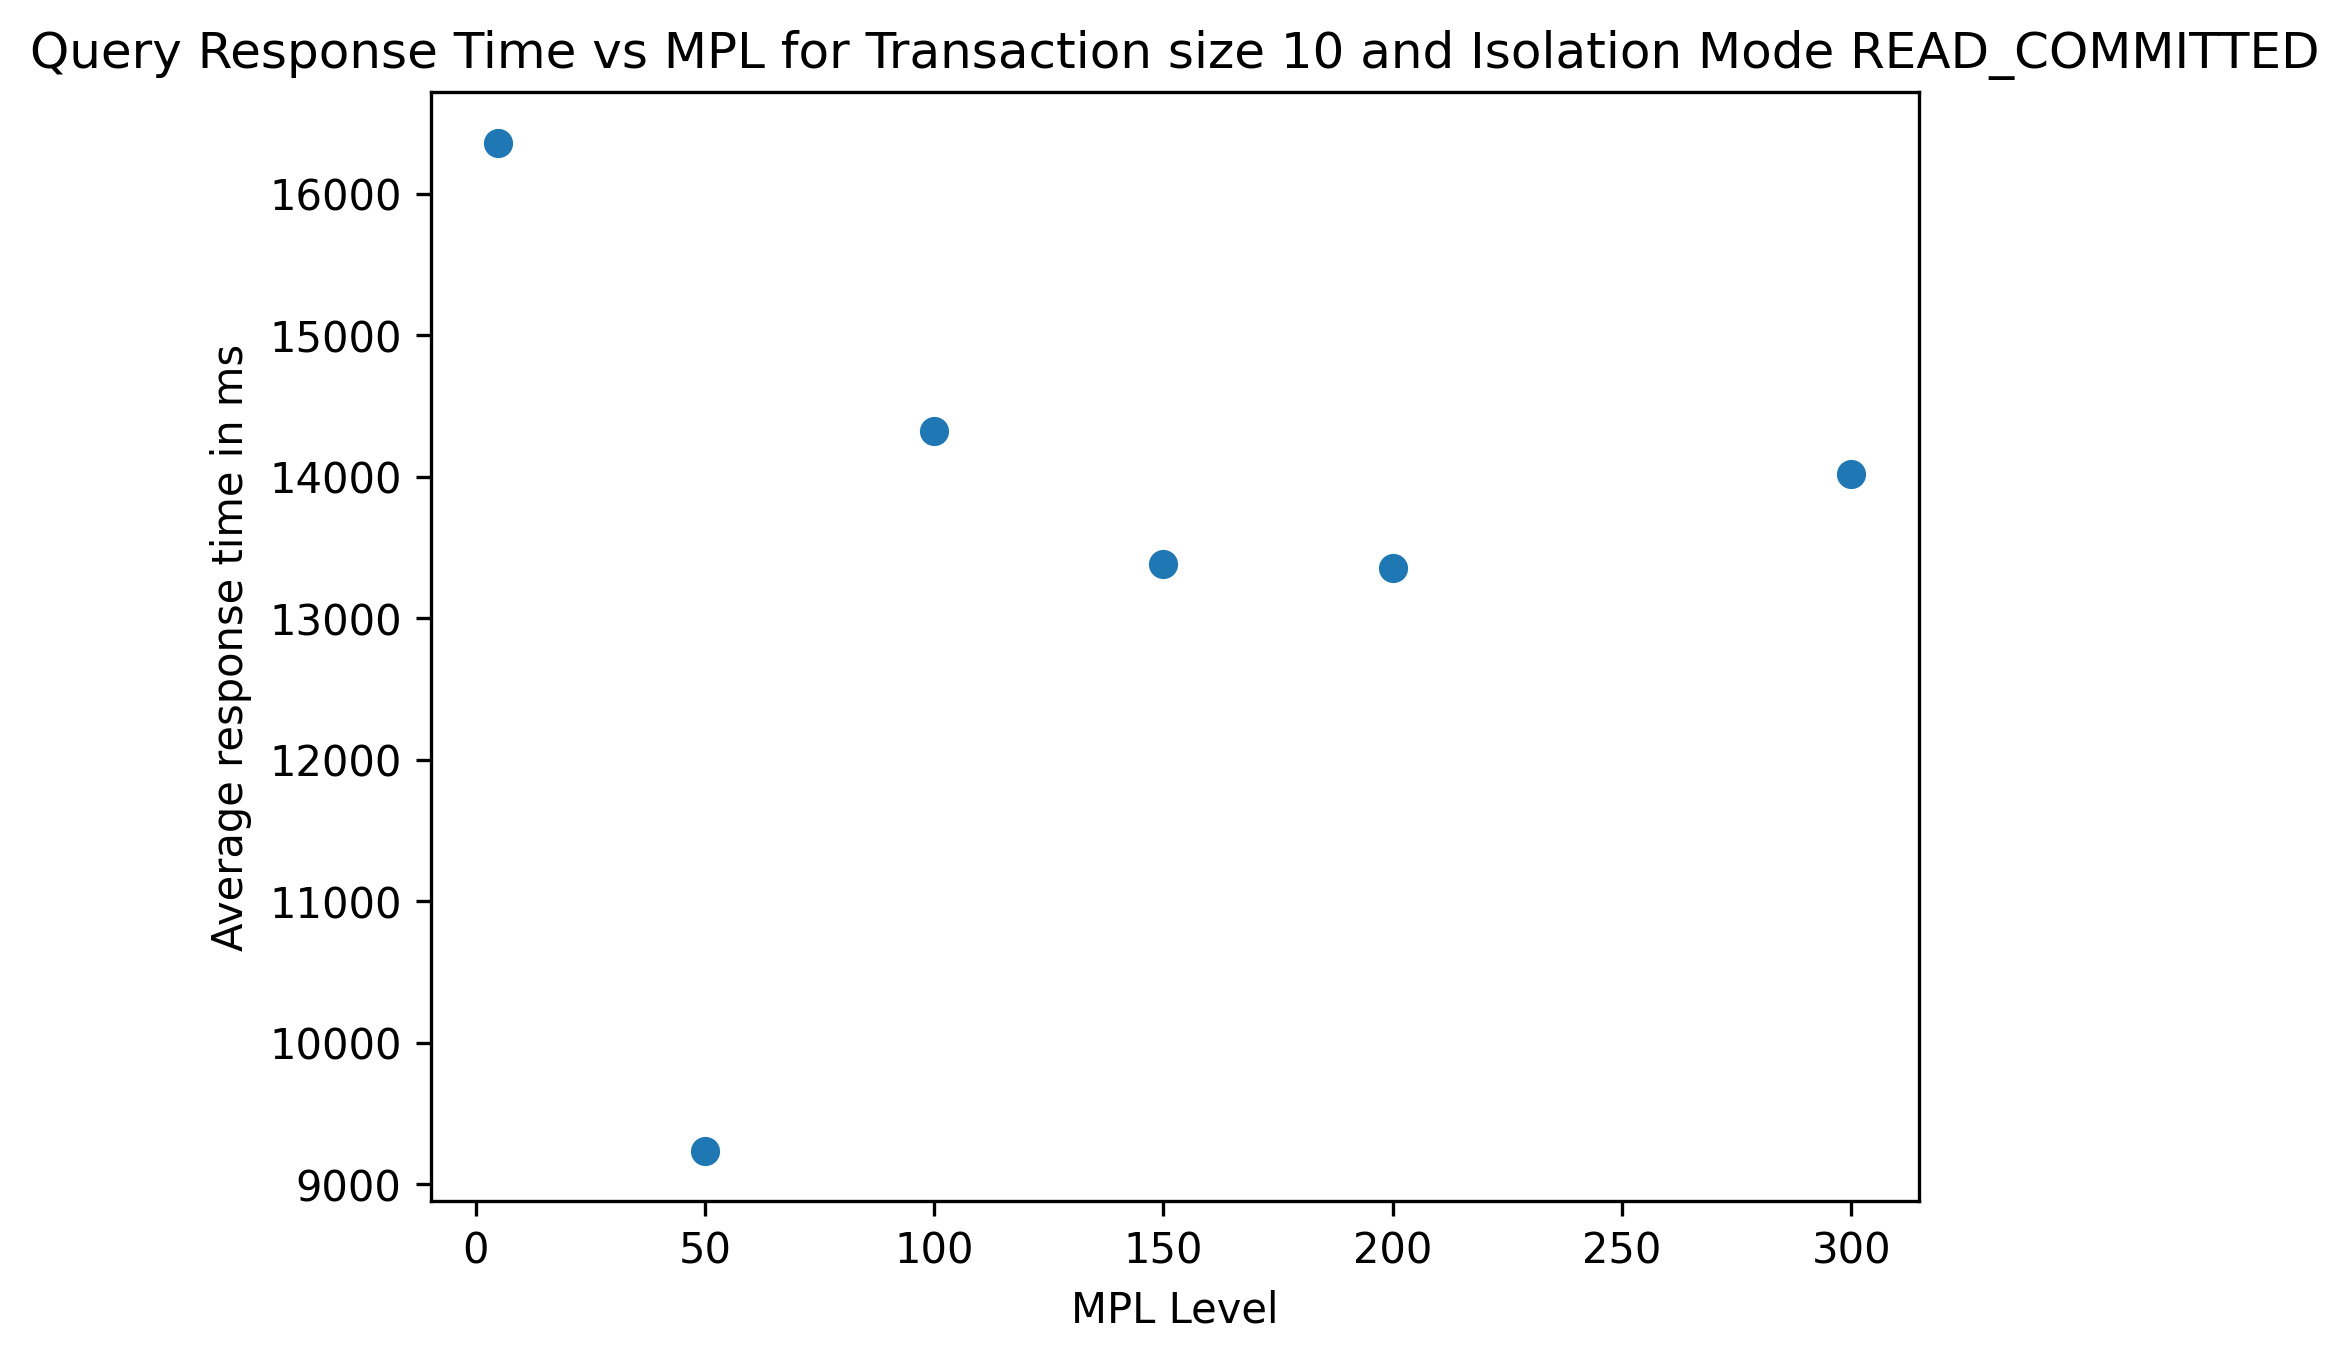 Query Response Time vs MPL for Transaction size 10 and Isolation Mode READ_COMMITTED
16000
15000
14000
13000
12000
11000
10000
9000
Average response time in ms
0 50 100 150 200 250 300
MPL Level